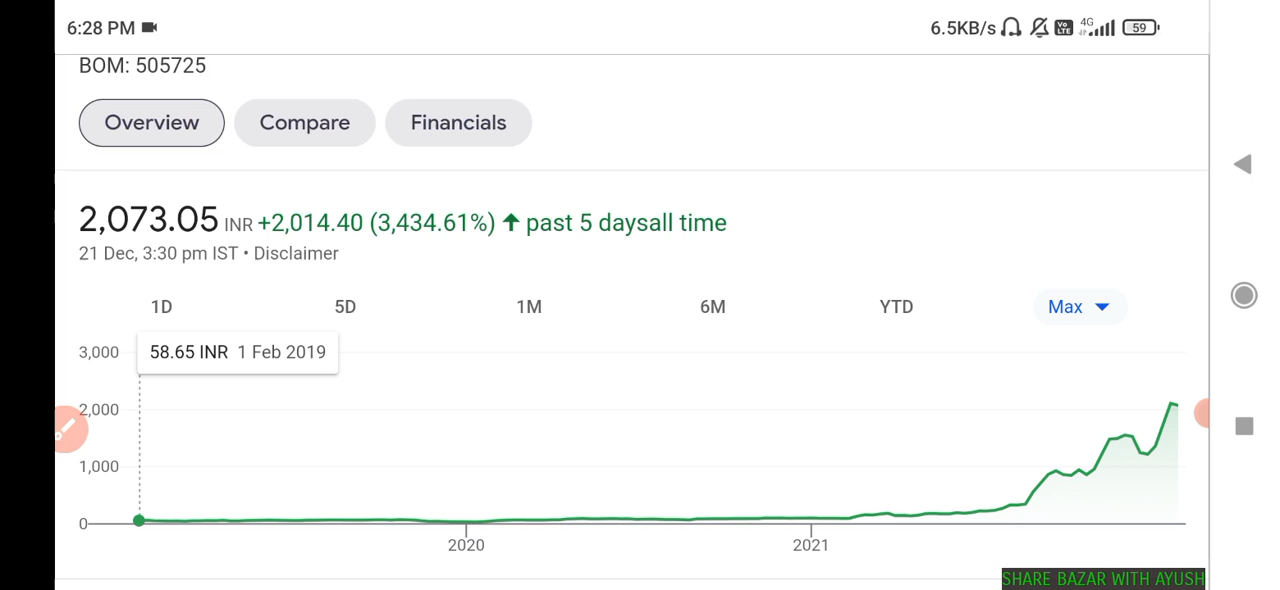 6:28 PM 6.5KB/s Vo LTE 4G 59
BOM: 505725
Overview Compare Financials
2,073.05 INR +2,014.40 (3,434.61%) ↑ past 5 daysall time
21 Dec, 3:30 pm IST • Disclaimer
1D 5D 1M 6M YTD Max
58.65 INR 1 Feb 2019
3,000
2,000
1,000
0
2020 2021
SHARE BAZAR WITH AYUSH